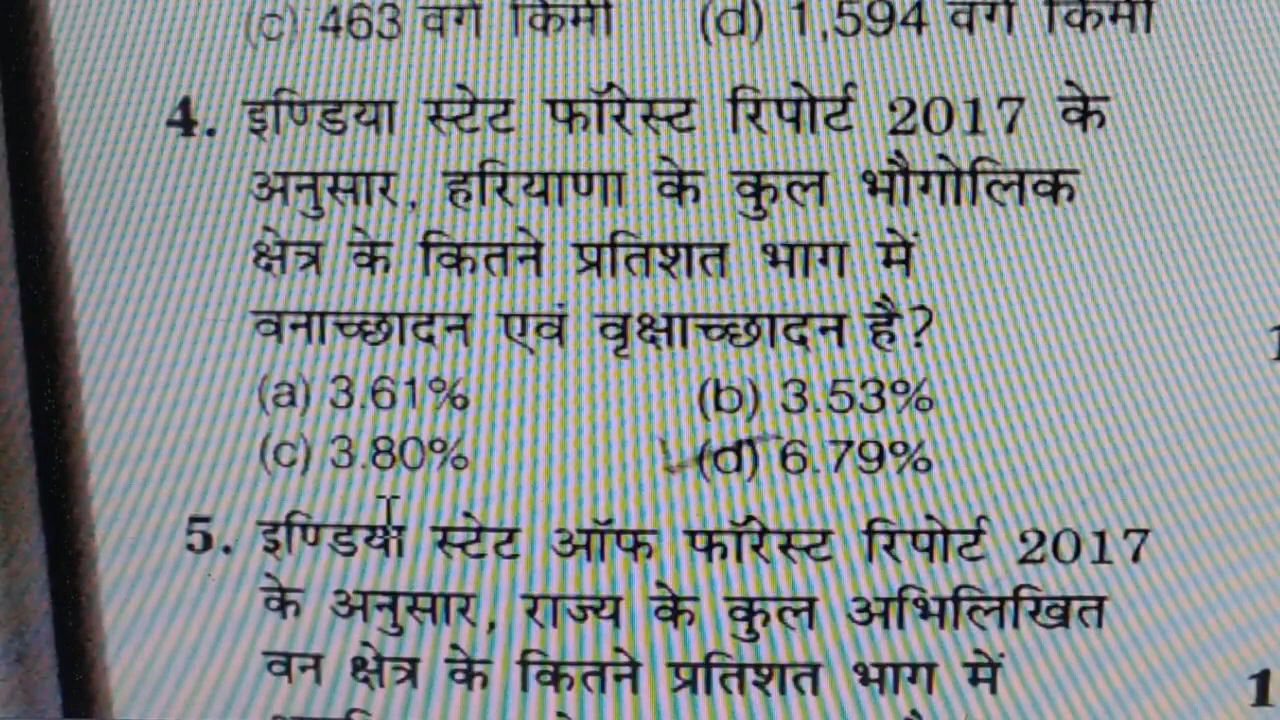 (c) 463 वर्ग किमी (d) 1,594 वर्ग किमी
4. इण्डिया स्टेट फॉरेस्ट रिपोर्ट 2017 के
अनुसार, हरियाणा के कुल भौगोलिक
क्षेत्र के कितने प्रतिशत भाग में
वनाच्छादन एवं वृक्षाच्छादन है?
(a) 3.61% (b) 3.53%
(c) 3.80% (d) 6.79%
5. इण्डिया स्टेट ऑफ फॉरेस्ट रिपोर्ट 2017
के अनुसार, राज्य के कुल अभिलिखित
वन क्षेत्र के कितने प्रतिशत भाग में